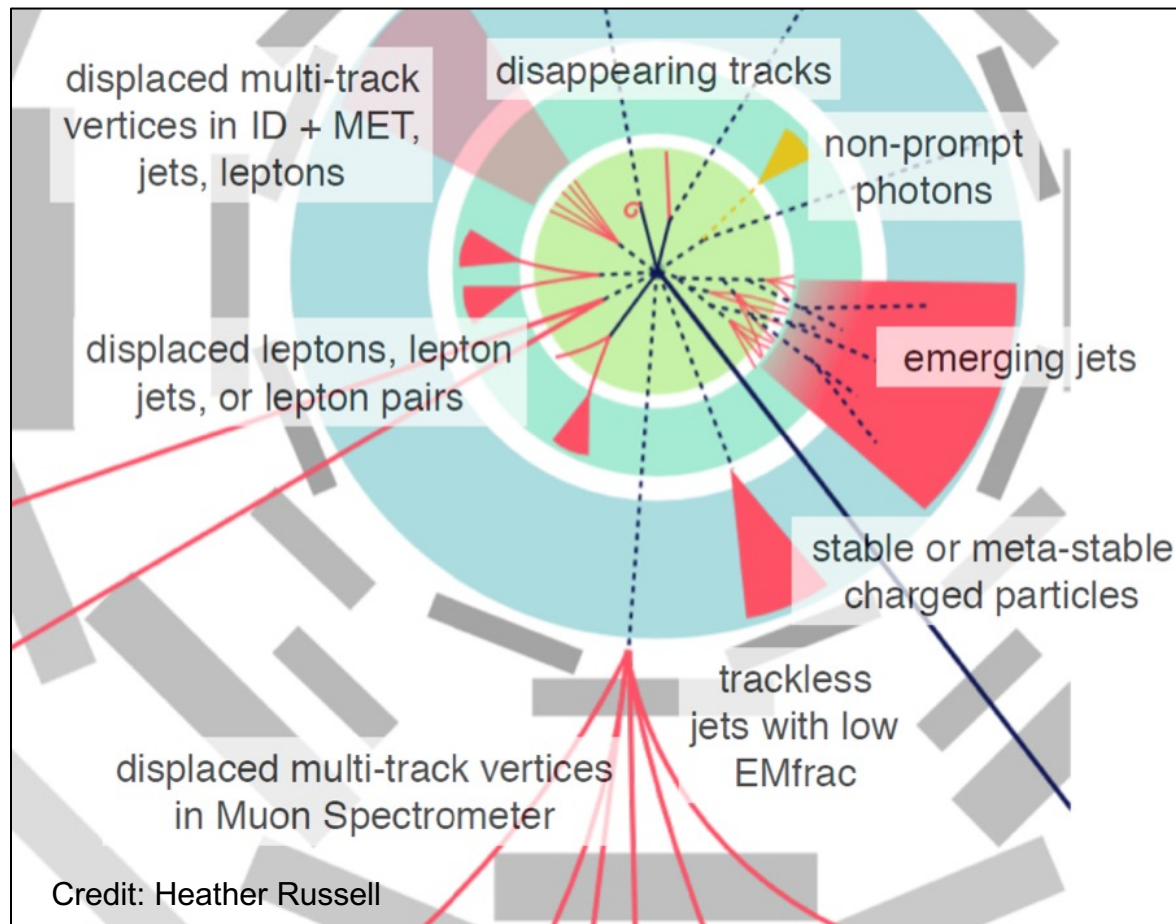 displaced multi-track
vertices in ID + MET,
jets, leptons
disappearing tracks
non-prompt
photons
displaced leptons, lepton
jets, or lepton pairs
emerging jets
stable or meta-stable
charged particles
trackless
jets with low
EMfrac
displaced multi-track vertices
in Muon Spectrometer
Credit: Heather Russell